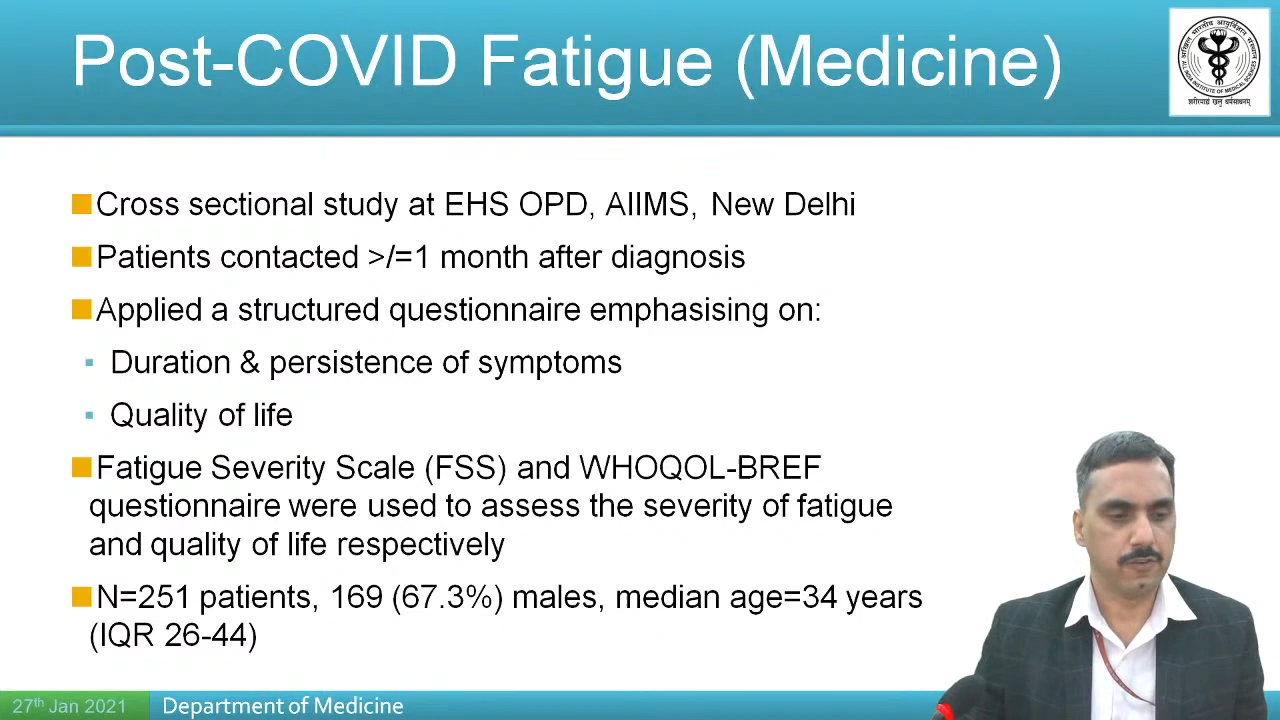 Post-COVID Fatigue (Medicine)
■Cross sectional study at EHS OPD, AIIMS, New Delhi
■Patients contacted >/=1 month after diagnosis
■Applied a structured questionnaire emphasising on:
▪ Duration & persistence of symptoms
▪ Quality of life
■Fatigue Severity Scale (FSS) and WHOQOL-BREF
questionnaire were used to assess the severity of fatigue
and quality of life respectively
■N=251 patients, 169 (67.3%) males, median age=34 years
(IQR 26-44)
27th Jan 2021
Department of Medicine